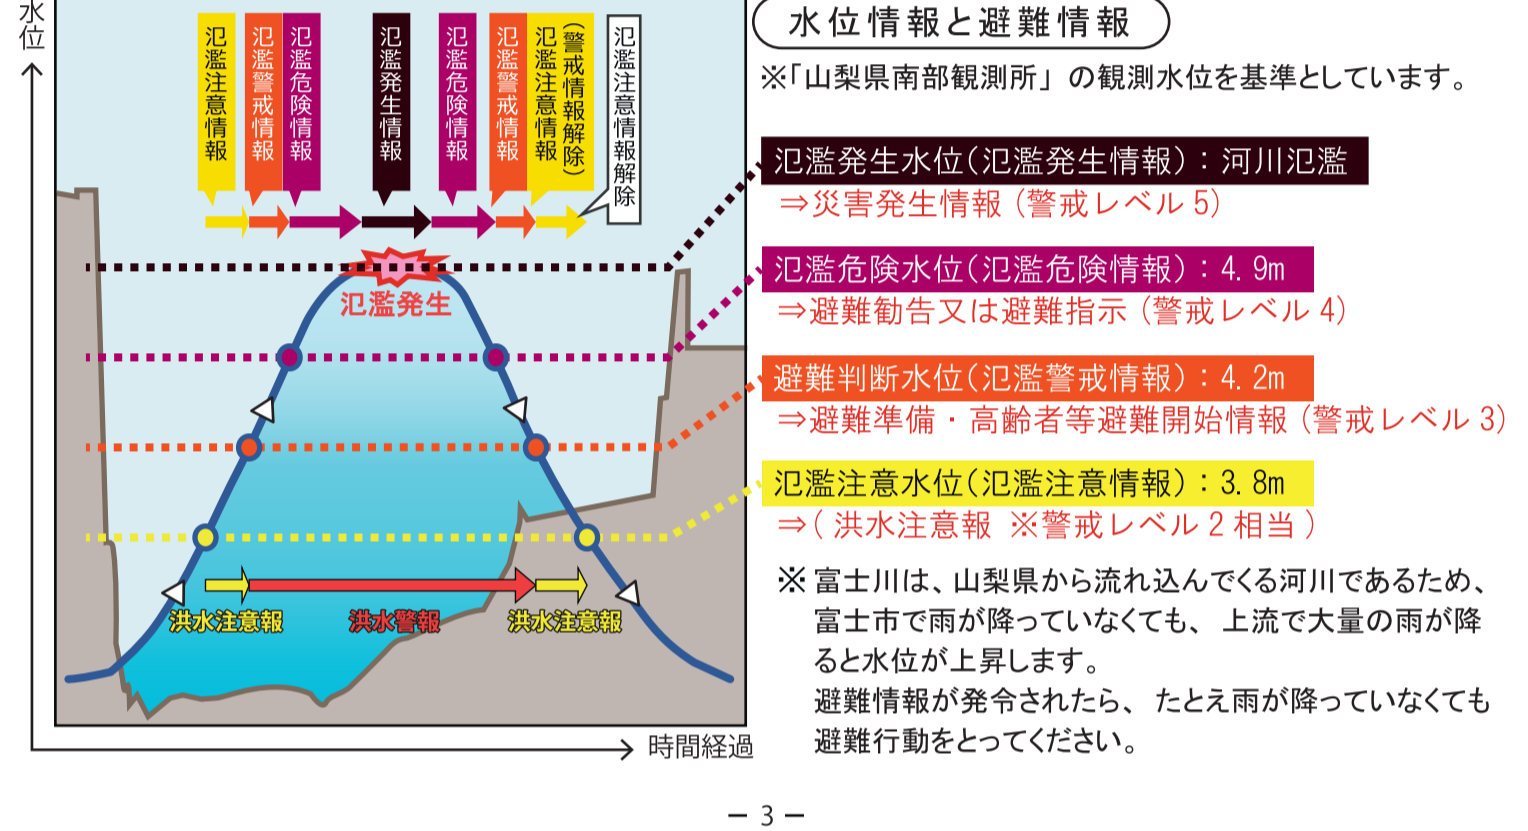 水位
氾濫注意情報
氾濫警戒情報
氾濫危険情報
氾濫発生情報
氾濫危険情報
氾濫警戒情報
(警戒情報解除)
氾濫注意情報
氾濫注意情報解除
氾濫発生
洪水注意報
洪水警報
洪水注意報
時間経過
水位情報と避難情報
※「山梨県南部観測所」の観測水位を基準としています。
氾濫発生水位(氾濫発生情報):河川氾濫
⇒災害発生情報(警戒レベル5)
氾濫危険水位(氾濫危険情報):4.9m
⇒避難勧告又は避難指示(警戒レベル4)
避難判断水位(氾濫警戒情報):4.2m
⇒避難準備・高齢者等避難開始情報(警戒レベル3)
氾濫注意水位(氾濫注意情報):3.8m
⇒(洪水注意報 ※警戒レベル2相当)
※富士川は、山梨県から流れ込んでくる河川であるため、
富士市で雨が降っていなくても、上流で大量の雨が降
ると水位が上昇します。
避難情報が発令されたら、たとえ雨が降っていなくても
避難行動をとってください。
- 3 -